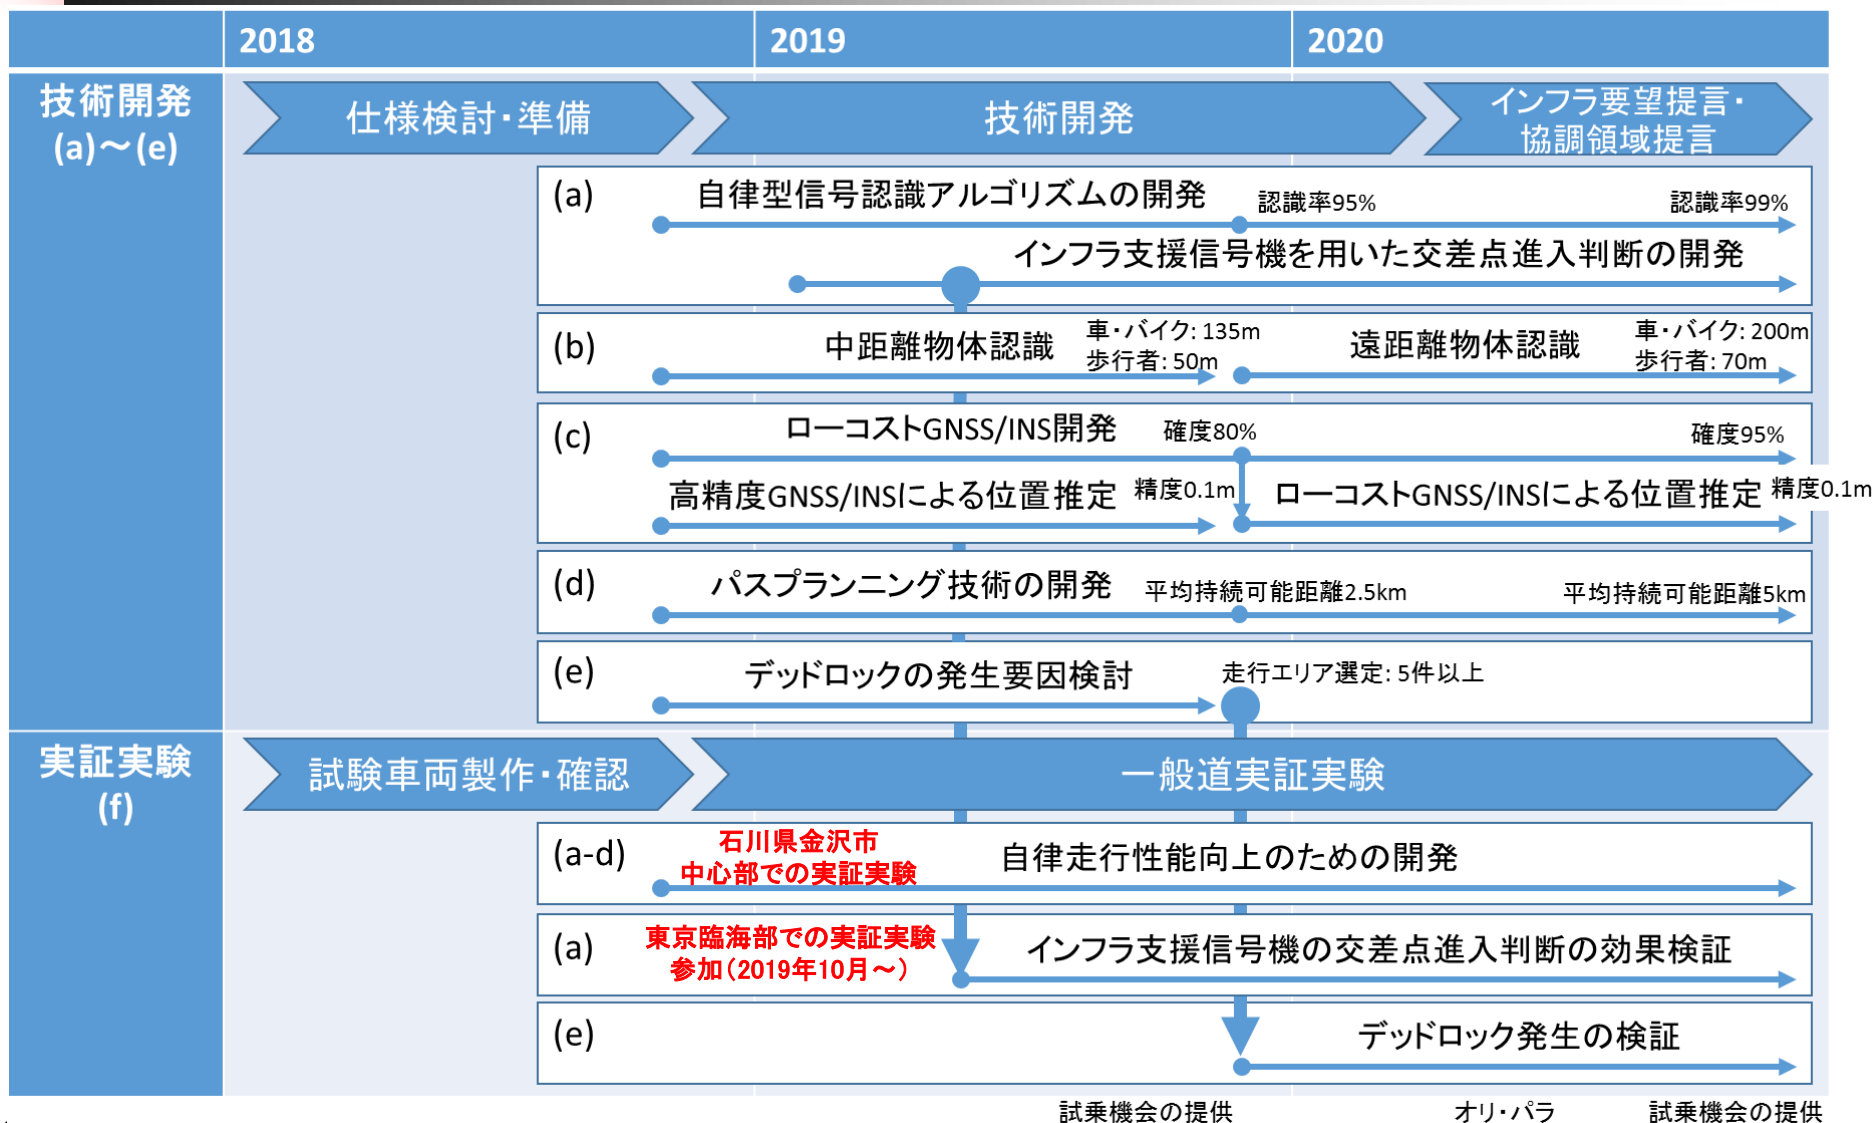 2018
2019
2020
技術開発
(a)～(e)
仕様検討・準備
技術開発
インフラ要望提言・
協調領域提言
(a)
自律型信号認識アルゴリズムの開発
認識率95%
認識率99%
インフラ支援信号機を用いた交差点進入判断の開発
(b)
中距離物体認識
車・バイク: 135m
歩行者: 50m
遠距離物体認識
車・バイク: 200m
歩行者: 70m
(c)
ローコストGNSS/INS開発
確度80%
確度95%
高精度GNSS/INSによる位置推定
精度0.1m
ローコストGNSS/INSによる位置推定
精度0.1m
(d)
パスプランニング技術の開発
平均持続可能距離2.5km
平均持続可能距離5km
(e)
デッドロックの発生要因検討
走行エリア選定: 5件以上
実証実験
(f)
試験車両製作・確認
一般道実証実験
(a-d)
石川県金沢市
中心部での実証実験
自律走行性能向上のための開発
(a)
東京臨海部での実証実験
参加（2019年10月～）
インフラ支援信号機の交差点進入判断の効果検証
(e)
デッドロック発生の検証
試乗機会の提供
オリ・パラ
試乗機会の提供